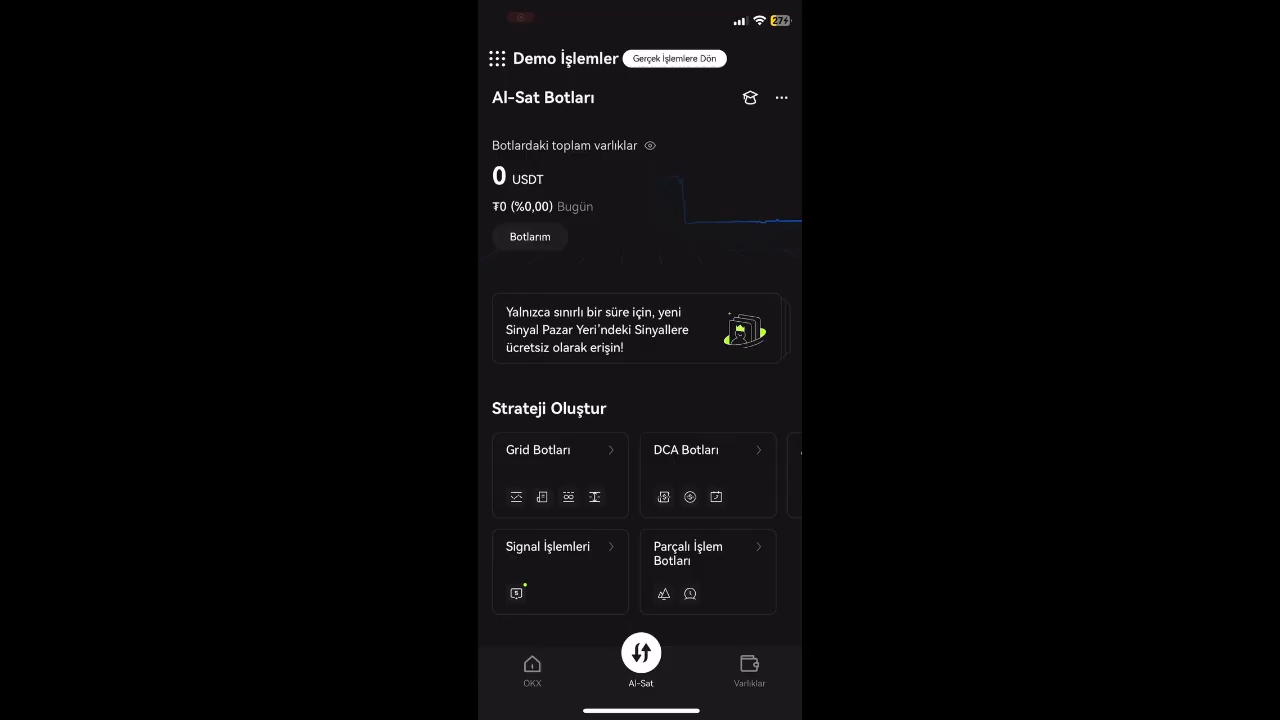 27
Demo İşlemler
Gerçek İşlemlere Dön
Al-Sat Botları
Botlardaki toplam varlıklar
0 USDT
₮0 (%0,00) Bugün
Botlarım
Yalnızca sınırlı bir süre için, yeni
Sinyal Pazar Yeri'ndeki Sinyallere
ücretsiz olarak erişin!
Strateji Oluştur
Grid Botları
DCA Botları
Signal İşlemleri
Parçalı İşlem
Botları
OKX
Al-Sat
Varlıklar